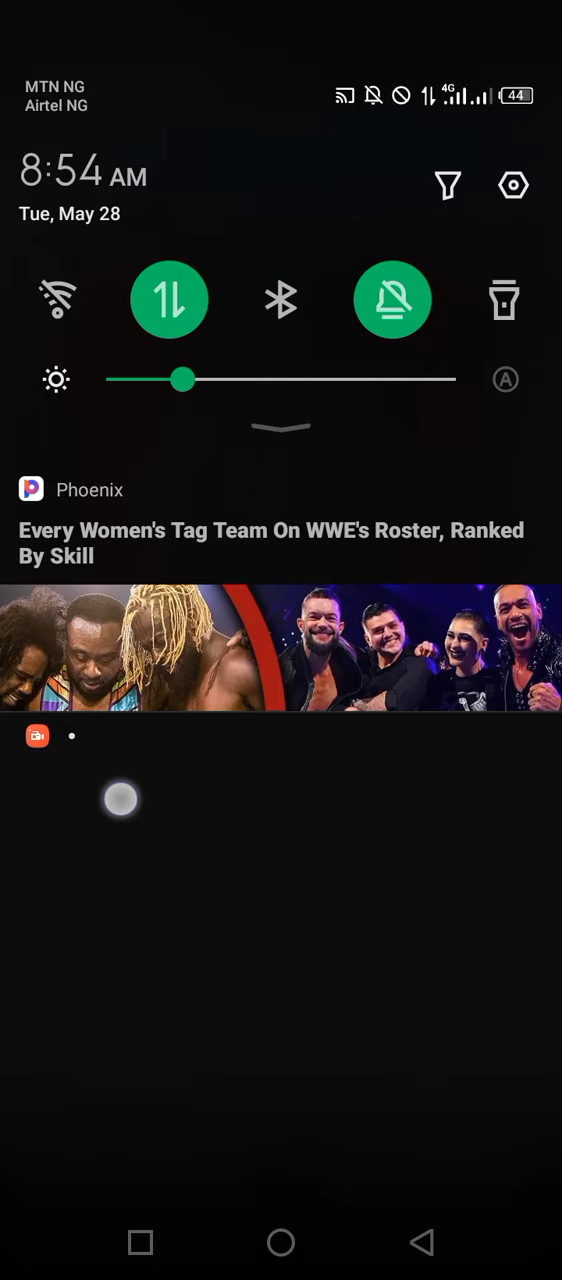 MTN NG
Airtel NG
4G
44
8:54 AM
Tue, May 28
A
Phoenix
Every Women's Tag Team On WWE's Roster, Ranked
By Skill